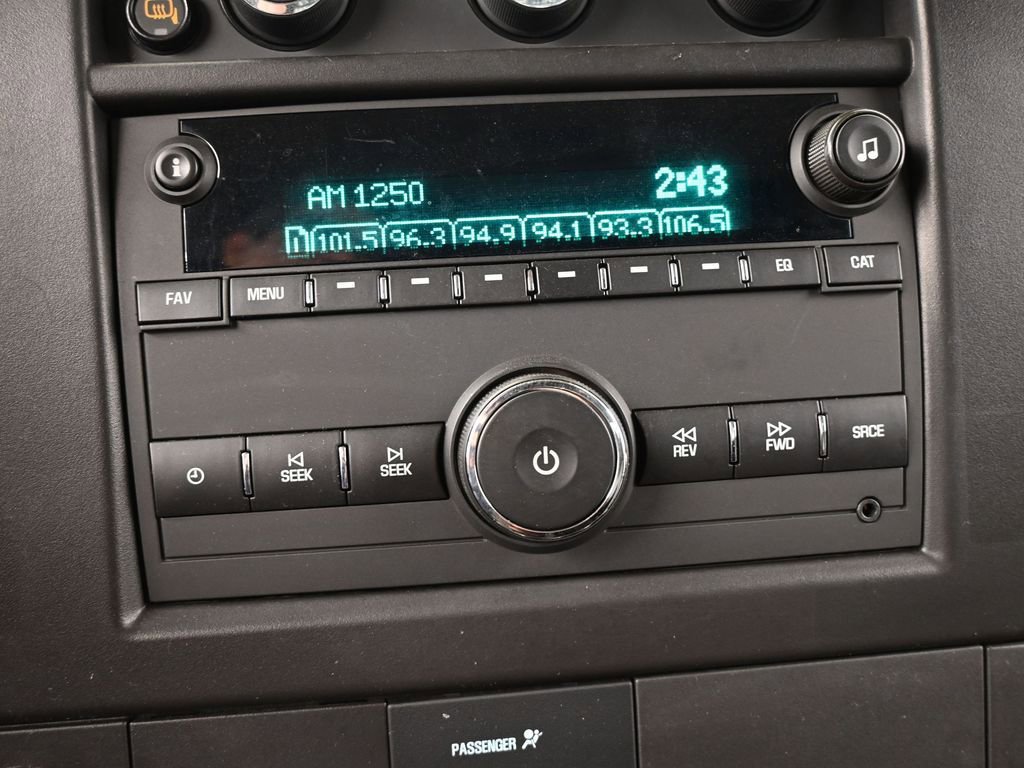 i
AM 1250
2:43
1 101.5 96.3 94.9 94.1 93.3 106.5
FAV MENU EQ CAT
SEEK SEEK REV FWD SRCE
PASSENGER